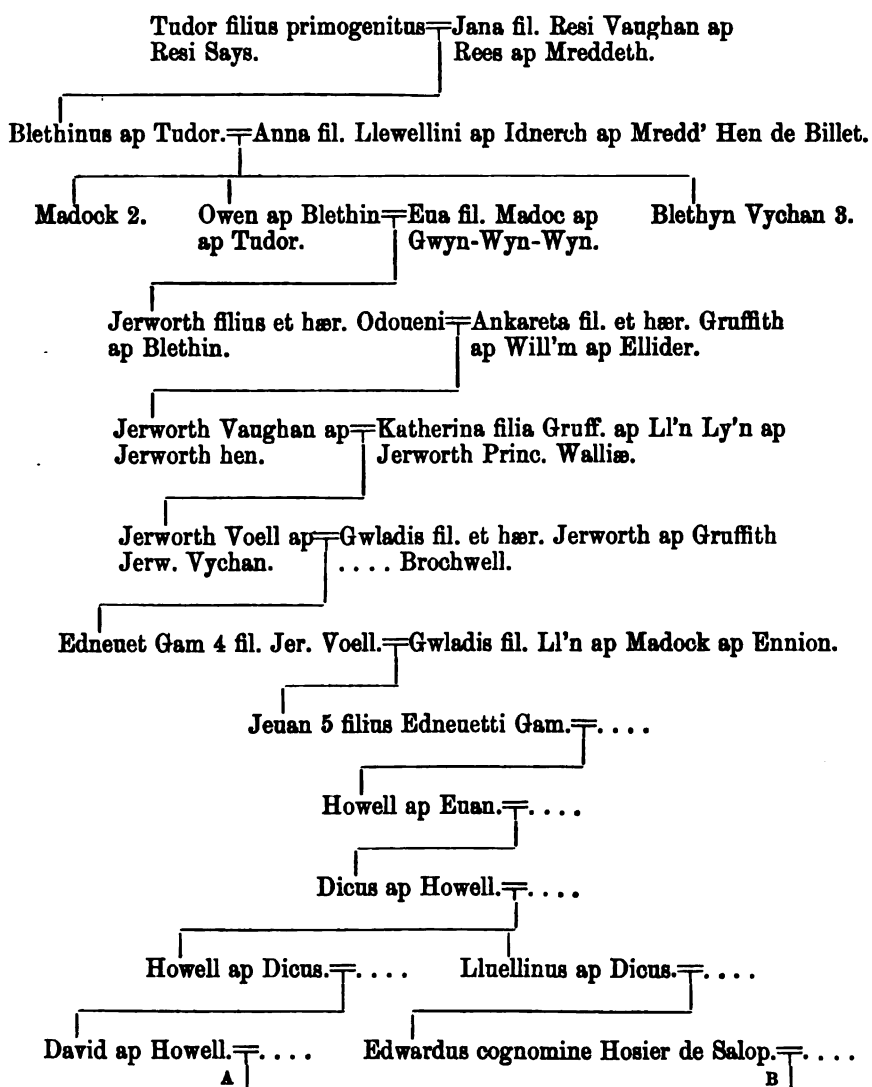 Tudor filius primogenitus=Jana fil. Resi Vaughan ap
Resi Says. Rees ap Mreddeth.
Blethinus ap Tudor.=Anna fil. Llewellini ap Idnerch ap Mredd' Hen de Billet.
Madock 2. Owen ap Blethin=Eua fil. Madoc ap Blethyn Vychan 3.
ap Tudor. Gwyn-Wyn-Wyn.
Jerworth filius et hær. Odoueni=Ankareta fil. et hær. Gruffith
ap Blethin. ap Will'm ap Ellider.
Jerworth Vaughan ap=Katherina filia Gruff. ap Ll'n Ly'n ap
Jerworth hen. Jerworth Princ. Walliæ.
Jerworth Voell ap=Gwladis fil. et hær. Jerworth ap Gruffith
Jerw. Vychan. .... Brochwell.
Edneuet Gam 4 fil. Jer. Voell.=Gwladis fil. Ll'n ap Madock ap Ennion.
Jeuan 5 filius Edneuetti Gam.=....
Howell ap Euan.=....
Dicus ap Howell.=....
Howell ap Dicus.=.... Lluellinus ap Dicus.=....
David ap Howell.=.... Edwardus cognomine Hosier de Salop.=....
A B